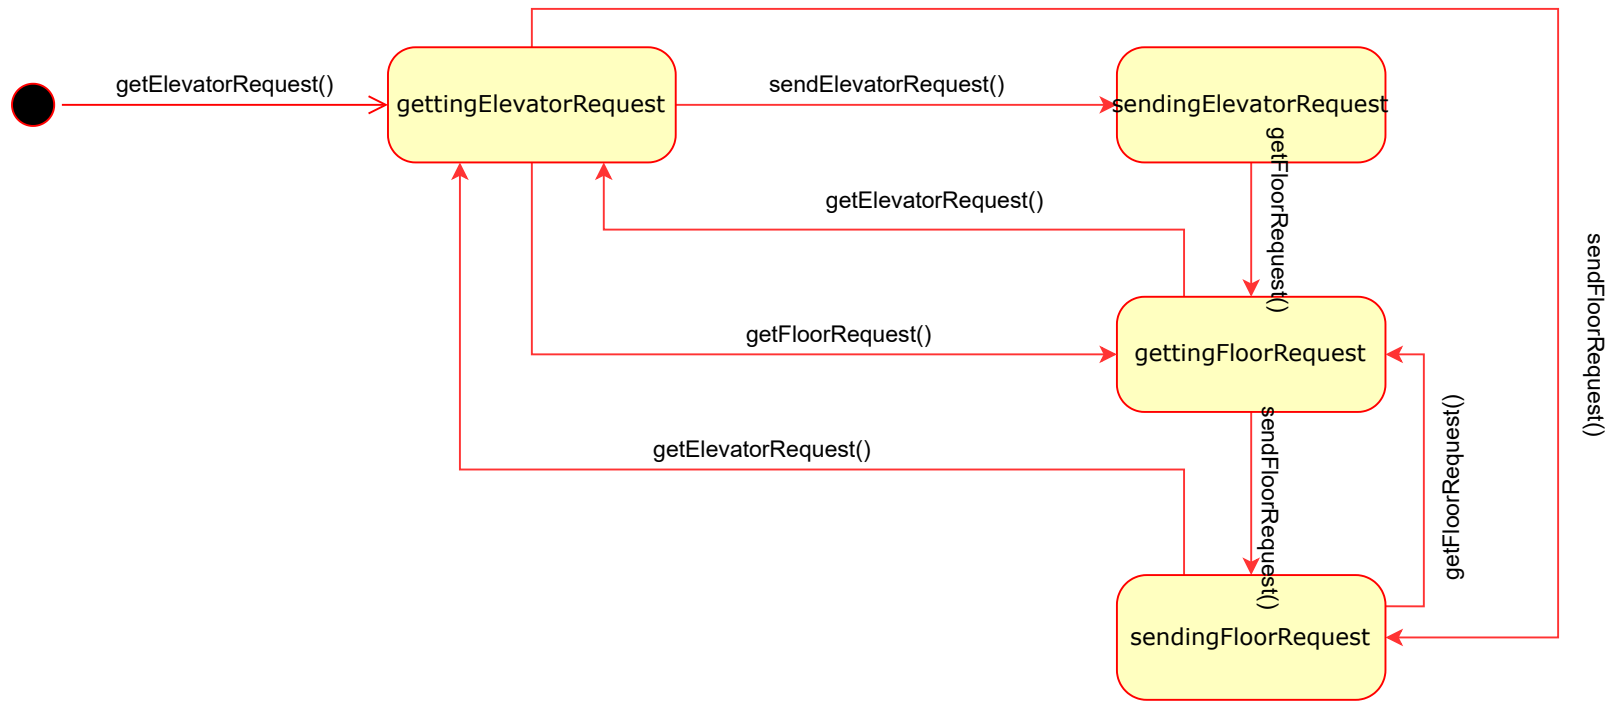 getElevatorRequest()
gettingElevatorRequest
sendElevatorRequest()
sendingElevatorRequest
getFloorRequest()
getElevatorRequest()
sendFloorRequest()
getFloorRequest()
gettingFloorRequest
getElevatorRequest()
sendFloorRequest()
getFloorRequest()
sendingFloorRequest